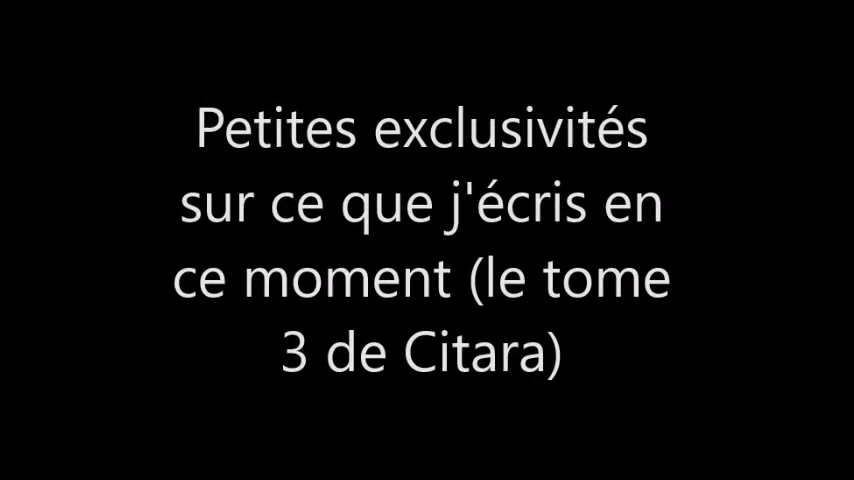 Petites exclusivités
sur ce que j'écris en
ce moment (le tome
3 de Citara)